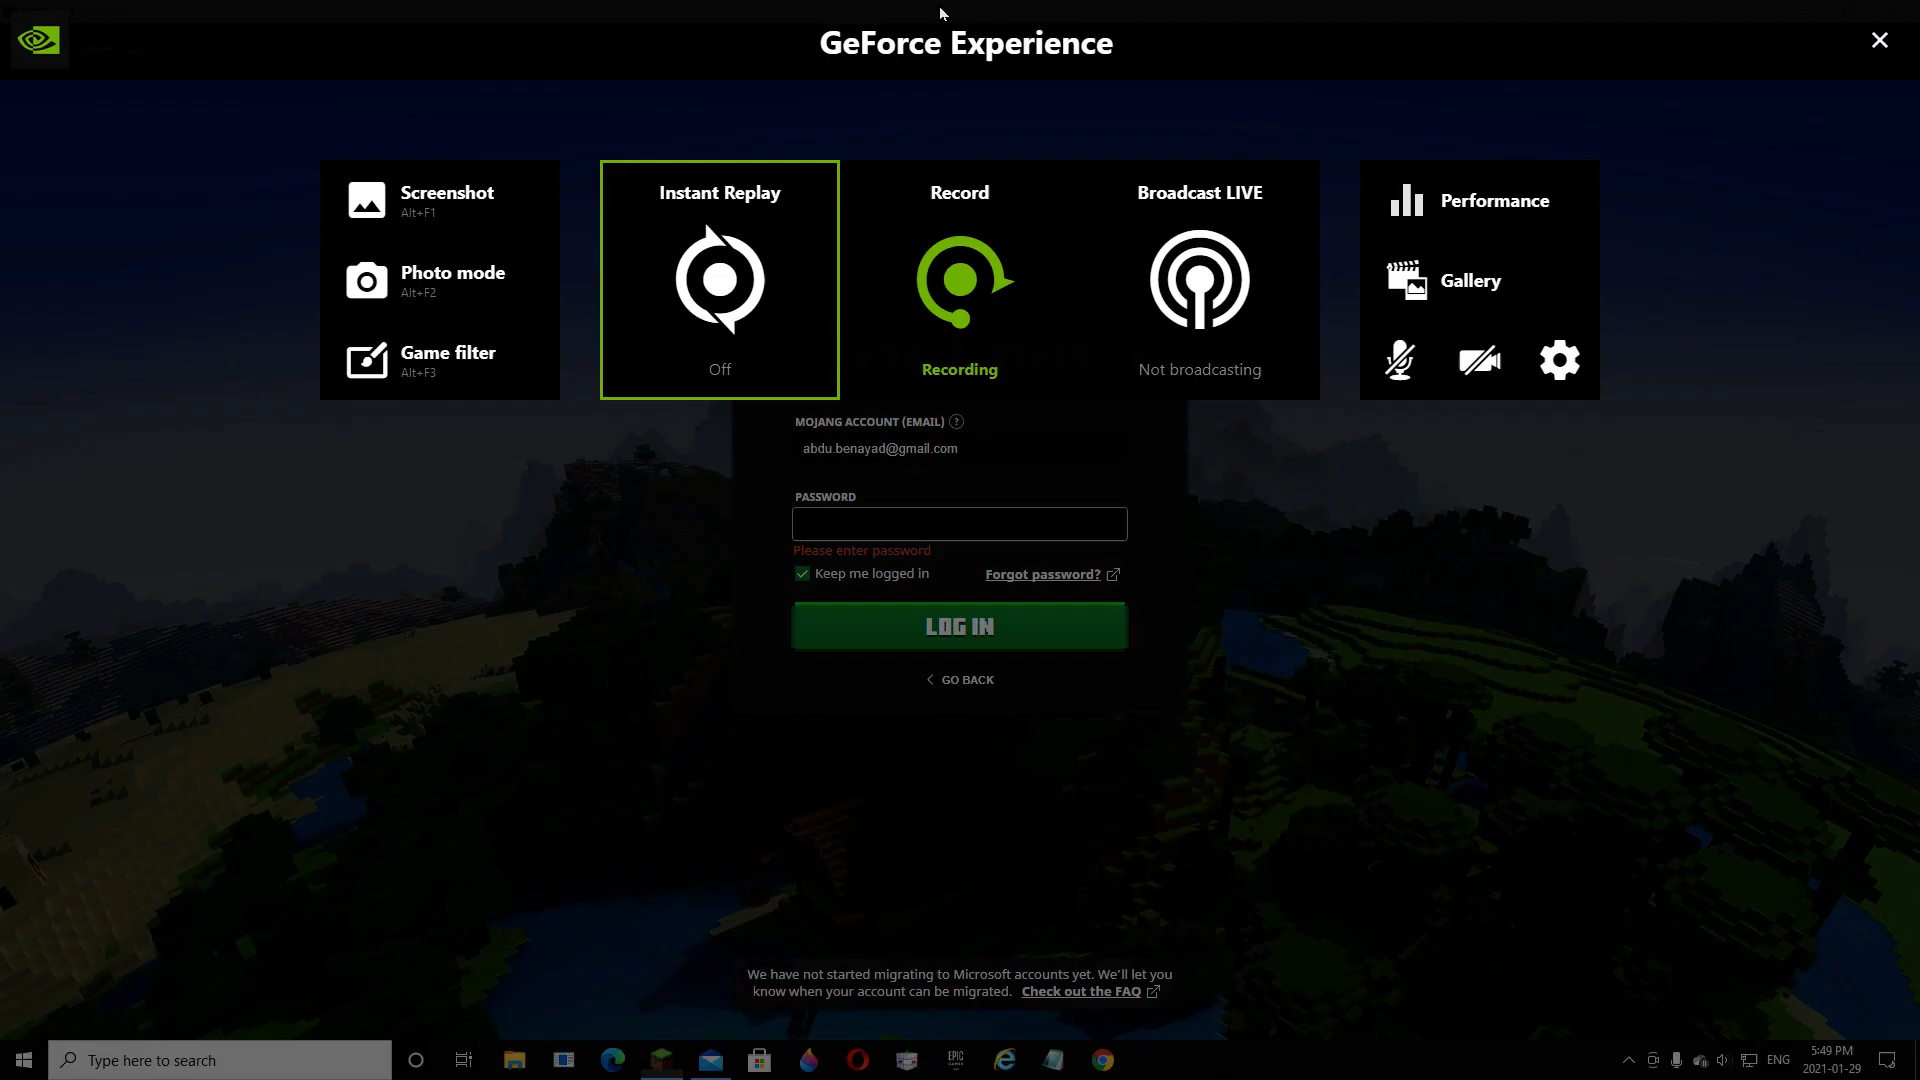 GeForce Experience
Screenshot
Alt+F1
Photo mode
Alt+F2
Game filter
Alt+F3
Instant Replay
Off
Record
Recording
Broadcast LIVE
Not broadcasting
Performance
Gallery
MOJANG ACCOUNT (EMAIL) ?
abdu.benayad@gmail.com
PASSWORD
Please enter password
Keep me logged in
Forgot password?
LOG IN
GO BACK
We have not started migrating to Microsoft accounts yet. We'll let you
know when your account can be migrated. Check out the FAQ
Type here to search
EPIC
GAMES
ENG
5:49 PM
2021-01-29